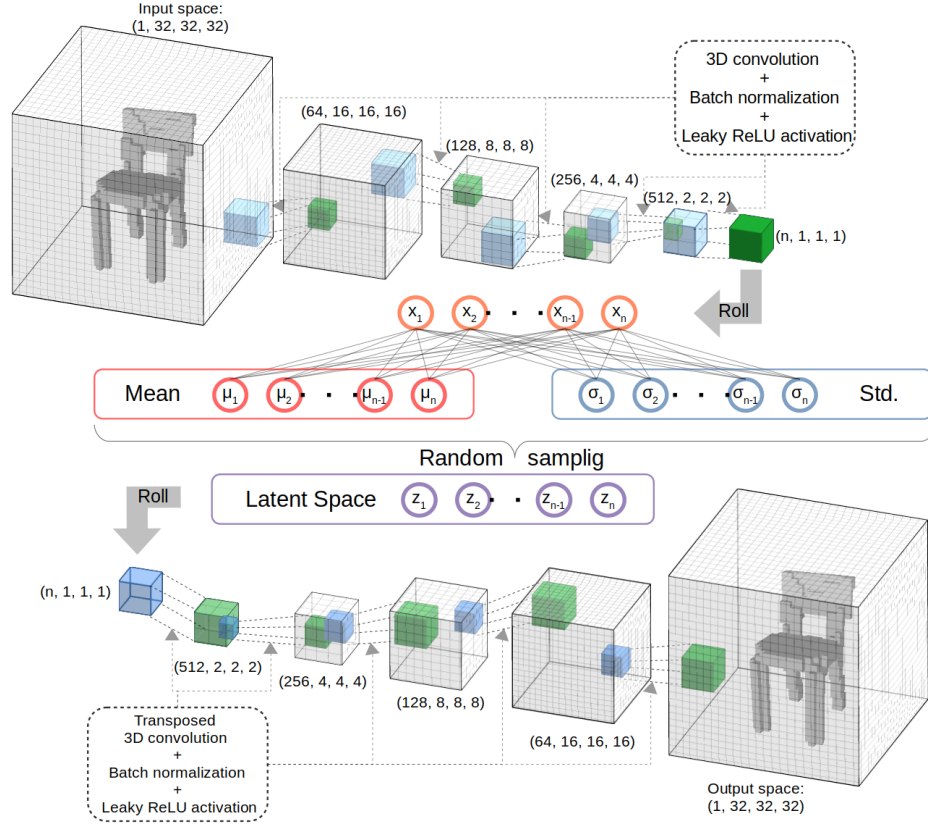 Input space:
(1, 32, 32, 32)
3D convolution
+
Batch normalization
+
Leaky ReLU activation
(64, 16, 16, 16)
(128, 8, 8, 8)
(256, 4, 4, 4)
(512, 2, 2, 2)
(n, 1, 1, 1)
Roll
x1 x2 · · · xn-1 xn
Mean μ1 μ2 · · · μn-1 μn
σ1 σ2 · · · σn-1 σn Std.
Random samplig
Latent Space z1 z2 · · zn-1 zn
Roll
(n, 1, 1, 1)
(512, 2, 2, 2)
(256, 4, 4, 4)
(128, 8, 8, 8)
(64, 16, 16, 16)
Transposed
3D convolution
+
Batch normalization
+
Leaky ReLU activation
Output space:
(1, 32, 32, 32)